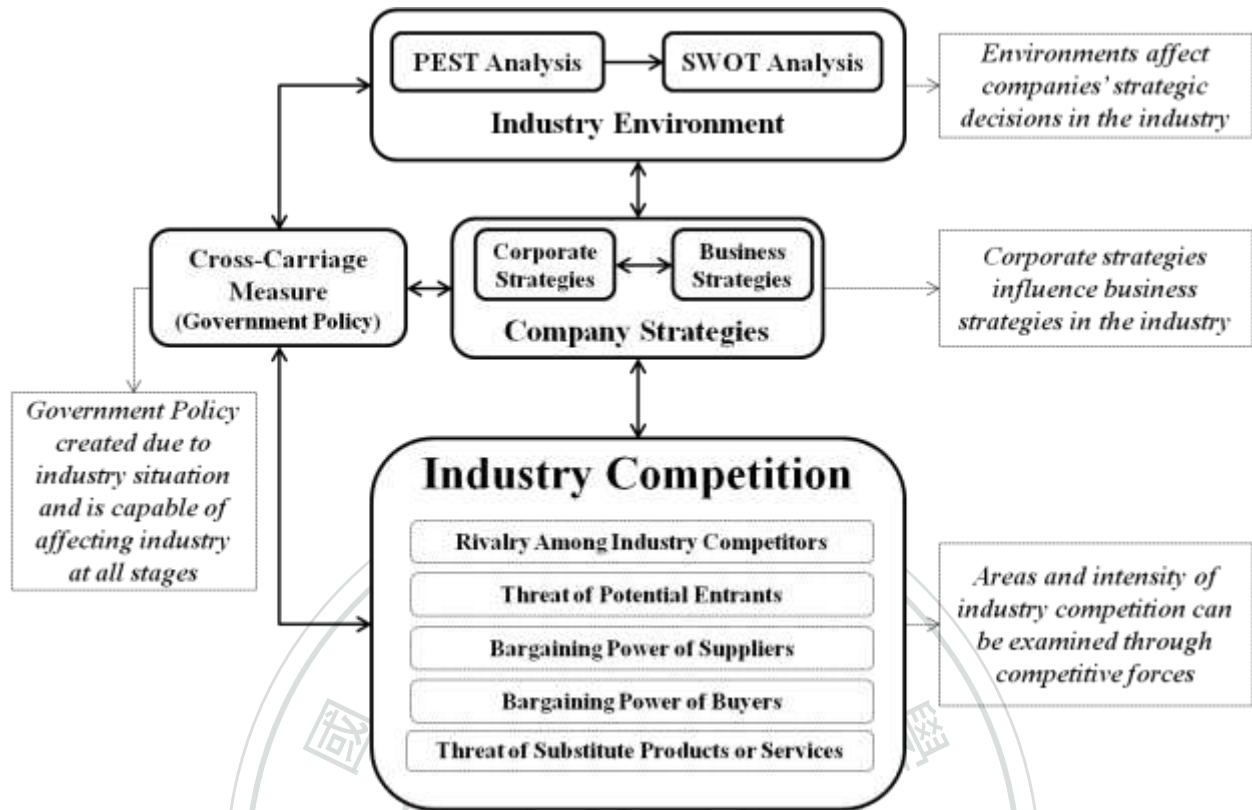 PEST Analysis
SWOT Analysis
Industry Environment
Environments affect
companies' strategic
decisions in the industry
Cross-Carriage
Measure
(Government Policy)
Corporate
Strategies
Business
Strategies
Company Strategies
Corporate strategies
influence business
strategies in the industry
Government Policy
created due to
industry situation
and is capable of
affecting industry
at all stages
Industry Competition
Rivalry Among Industry Competitors
Threat of Potential Entrants
Bargaining Power of Suppliers
Bargaining Power of Buyers
Threat of Substitute Products or Services
Areas and intensity of
industry competition can
be examined through
competitive forces
國
學